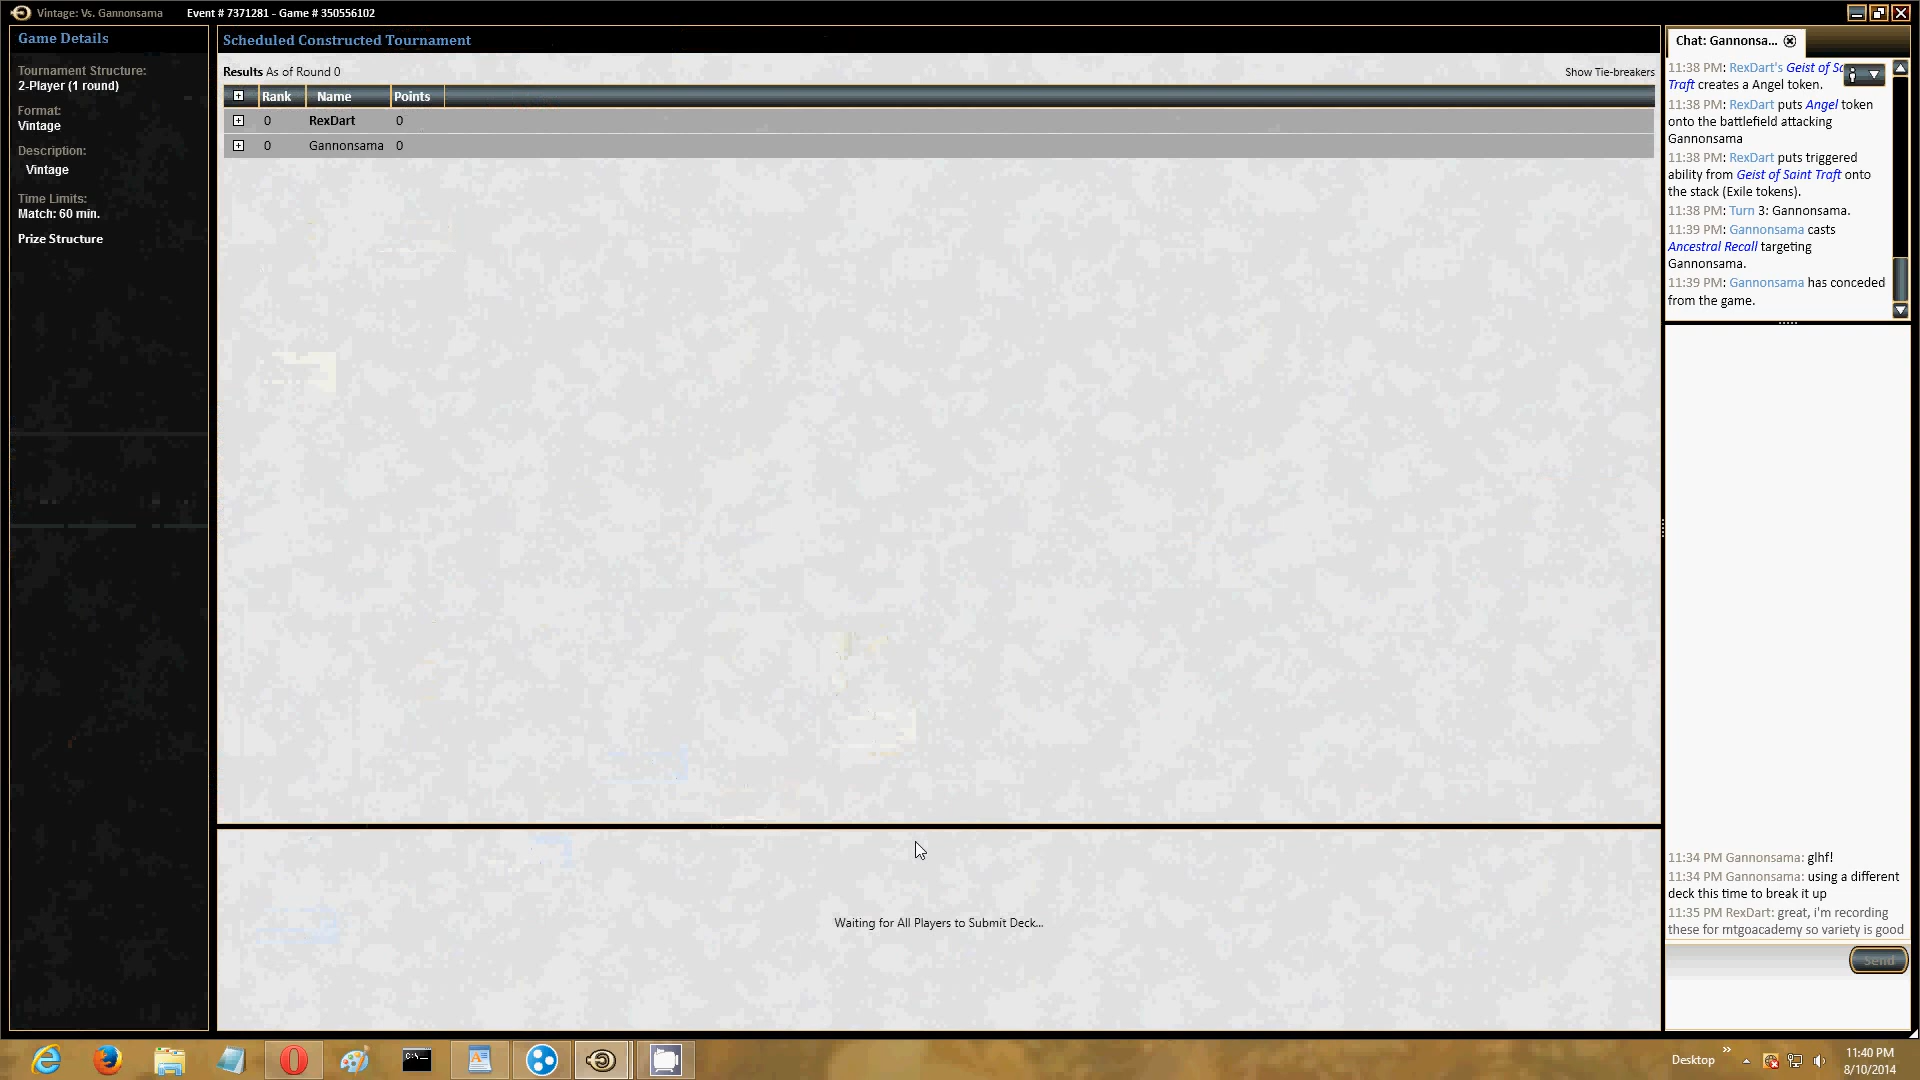 Vintage: Vs. Gannonsama
Event # 7371281 - Game # 350556102
Game Details
Tournament Structure:
2-Player (1 round)
Format:
Vintage
Description:
Vintage
Time Limits:
Match: 60 min.
Prize Structure
Scheduled Constructed Tournament
Results As of Round 0
Show Tie-breakers
Rank Name Points
0 RexDart 0
0 Gannonsama 0
Waiting for All Players to Submit Deck...
Chat: Gannonsa...
11:38 PM: RexDart's Geist of
Traft creates a Angel token.
11:38 PM: RexDart puts Angel token
onto the battlefield attacking
Gannonsama
11:38 PM: RexDart puts triggered
ability from Geist of Saint Traft onto
the stack (Exile tokens).
11:38 PM: Turn 3: Gannonsama.
11:39 PM: Gannonsama casts
Ancestral Recall targeting
Gannonsama.
11:39 PM: Gannonsama has conceded
from the game.
11:34 PM Gannonsama: glhf!
11:34 PM Gannonsama: using a different
deck this time to break it up
11:35 PM RexDart: great, i'm recording
these for mtgoacademy so variety is good
Send
C:\
Desktop
11:40 PM
8/10/2014